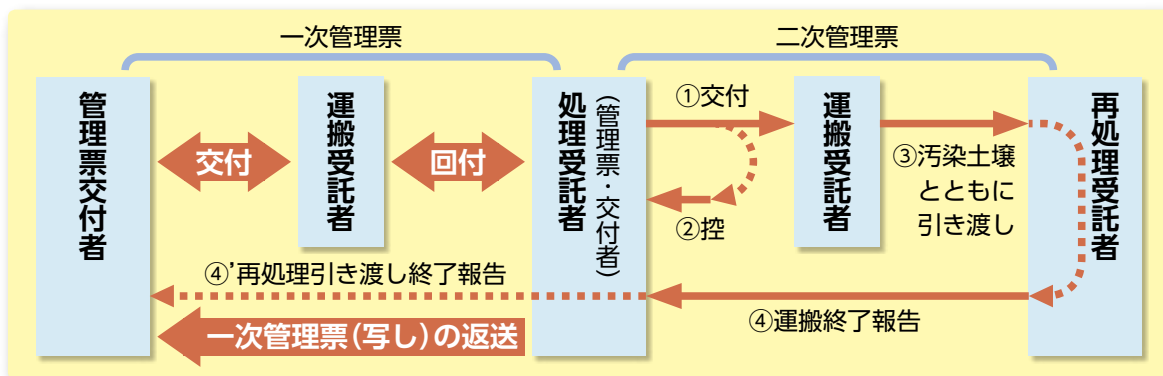 一次管理票
二次管理票
管理票交付者
交付
運搬受託者
回付
処理受託者
（管理票・交付者）
①交付
②控
運搬受託者
③汚染土壌
とともに
引き渡し
再処理受託者
④'再処理引き渡し終了報告
④運搬終了報告
一次管理票（写し）の返送